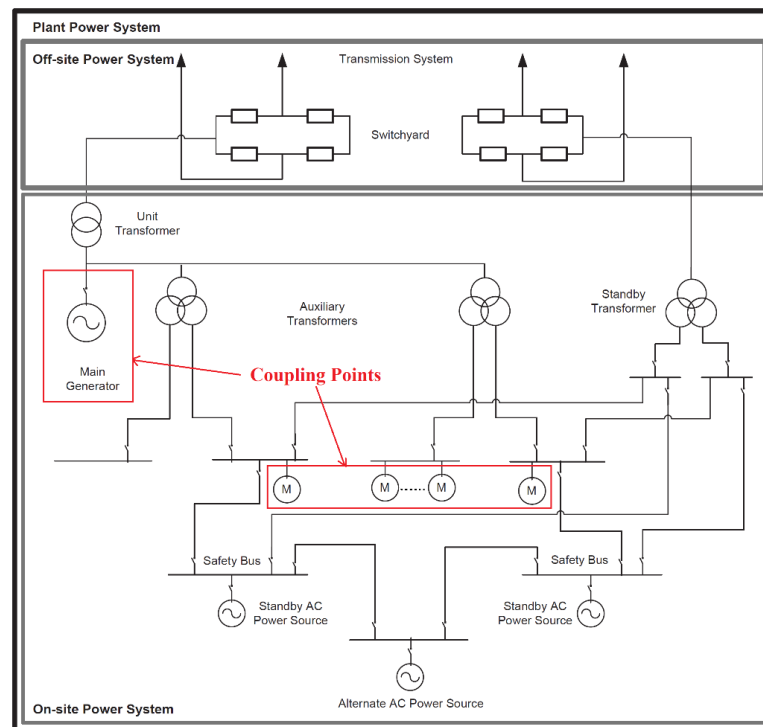 Plant Power System
Off-site Power System
Transmission System
Switchyard
Unit
Transformer
Auxiliary
Transformers
Standby
Transformer
Main
Generator
Coupling Points
M
M
M
M
Safety Bus
Safety Bus
Standby AC
Power Source
Standby AC
Power Source
Alternate AC Power Source
On-site Power System